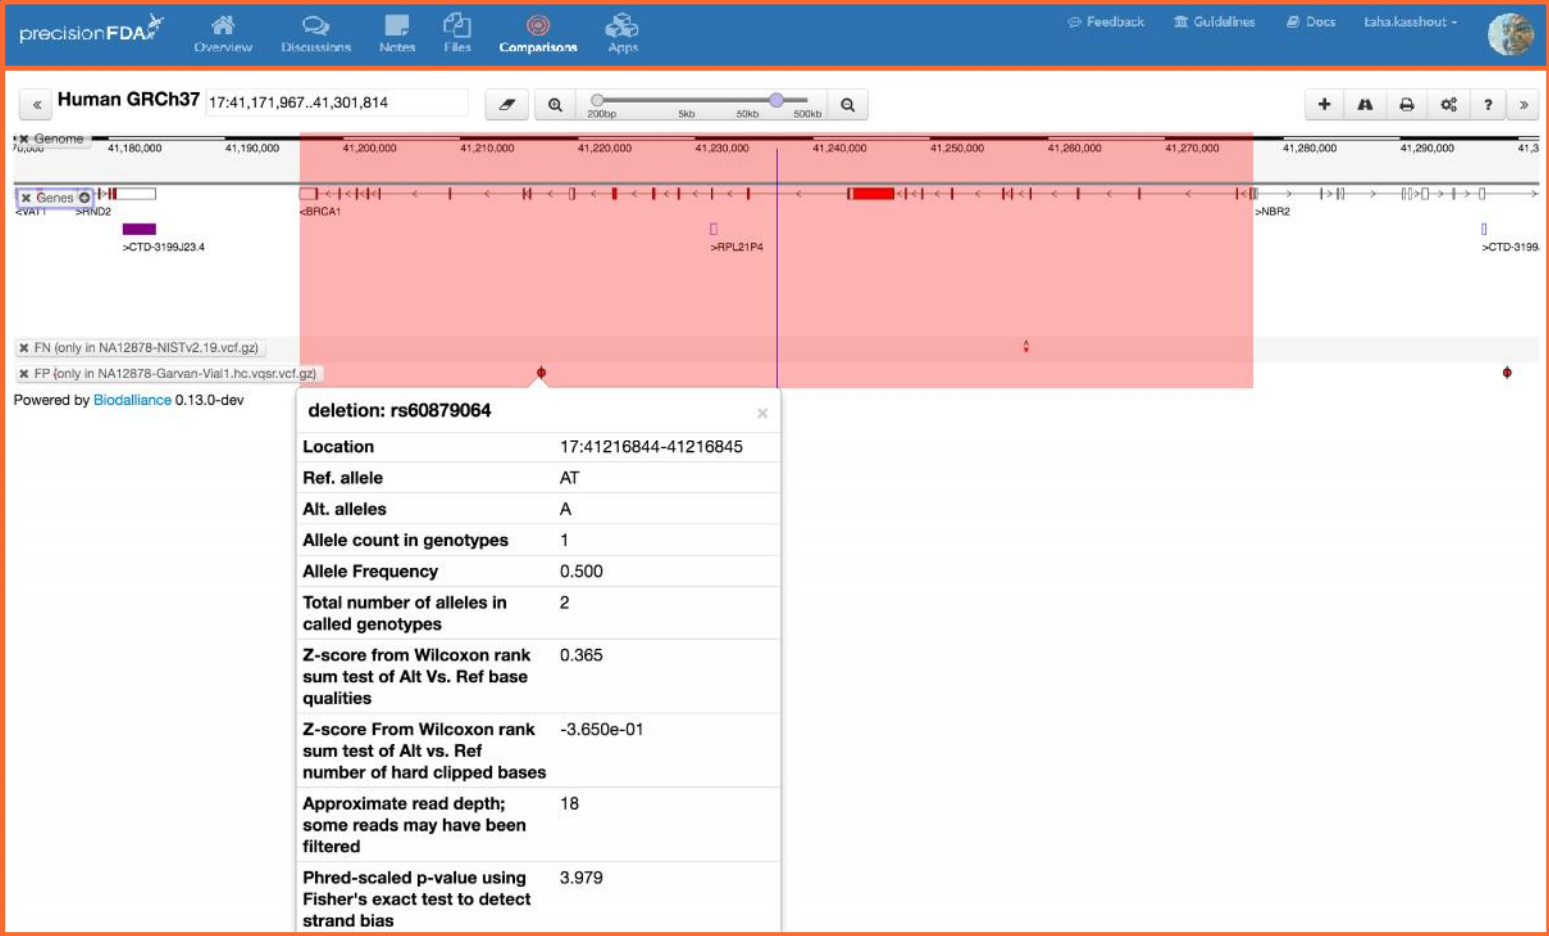 precisionFDA
Overview
Discussions
Notes
Files
Comparisons
Apps
Feedback
Guidelines
Docs
taha.kasshout
«
Human GRCh37
17:41,171,967..41,301,814
200bp
5kb
50kb
500kb
?
»
Genome
41,180,000
41,190,000
41,200,000
41,210,000
41,220,000
41,230,000
41,240,000
41,250,000
41,260,000
41,270,000
41,280,000
41,290,000
41,3
Genes
<VAT1
>RND2
<BRCA1
>NBR2
>CTD-3199J23.4
>RPL21P4
>CTD-3199
FN (only in NA12878-NISTv2.19.vcf.gz)
FP (only in NA12878-Garvan-Vial1.hc.vqsr.vcf.gz)
Powered by Biodalliance 0.13.0-dev
deletion: rs60879064
Location 17:41216844-41216845
Ref. allele AT
Alt. alleles A
Allele count in genotypes 1
Allele Frequency 0.500
Total number of alleles in 2
called genotypes
Z-score from Wilcoxon rank 0.365
sum test of Alt Vs. Ref base
qualities
Z-score From Wilcoxon rank -3.650e-01
sum test of Alt vs. Ref
number of hard clipped bases
Approximate read depth; 18
some reads may have been
filtered
Phred-scaled p-value using 3.979
Fisher's exact test to detect
strand bias